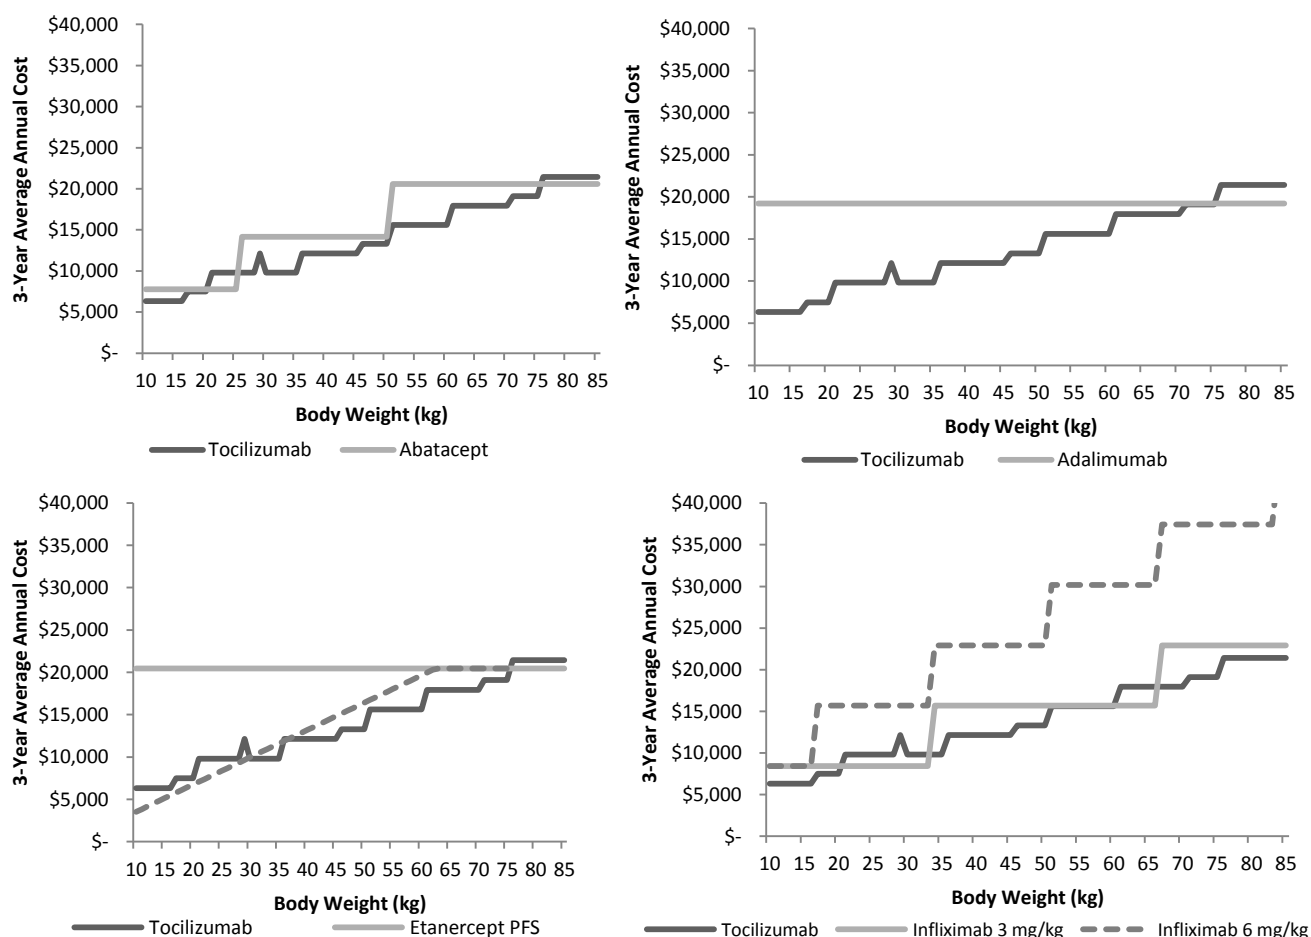 3-Year Average Annual Cost
$40,000
$35,000
$30,000
$25,000
$20,000
$15,000
$10,000
$5,000
$-
10 15 20 25 30 35 40 45 50 55 60 65 70 75 80 85
Body Weight (kg)
Tocilizumab Abatacept
3-Year Average Annual Cost
$40,000
$35,000
$30,000
$25,000
$20,000
$15,000
$10,000
$5,000
$-
10 15 20 25 30 35 40 45 50 55 60 65 70 75 80 85
Body Weight (kg)
Tocilizumab Adalimumab
3-Year Average Annual Cost
$40,000
$35,000
$30,000
$25,000
$20,000
$15,000
$10,000
$5,000
$-
10 15 20 25 30 35 40 45 50 55 60 65 70 75 80 85
Body Weight (kg)
Tocilizumab Etanercept PFS
3-Year Average Annual Cost
$40,000
$35,000
$30,000
$25,000
$20,000
$15,000
$10,000
$5,000
$-
10 15 20 25 30 35 40 45 50 55 60 65 70 75 80 85
Body Weight (kg)
Tocilizumab Infliximab 3 mg/kg Infliximab 6 mg/kg